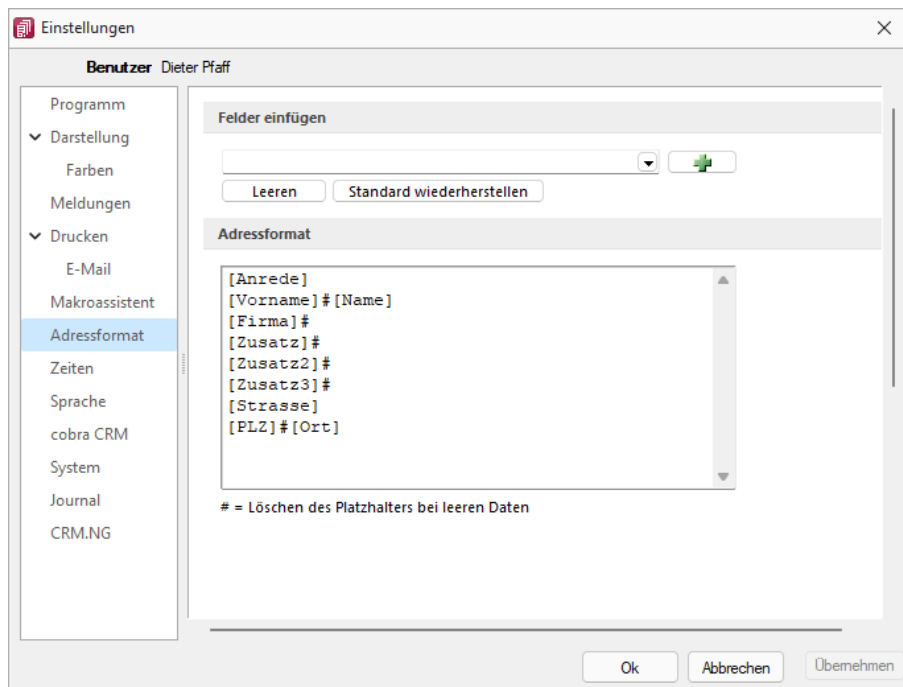 Einstellungen
Benutzer Dieter Pfaff
Programm
Darstellung
Farben
Meldungen
Drucken
E-Mail
Makroassistent
Adressformat
Zeiten
Sprache
cobra CRM
System
Journal
CRM.NG
Felder einfügen
Leeren
Standard wiederherstellen
Adressformat
[Anrede]
[Vorname]#[Name]
[Firma]#
[Zusatz]#
[Zusatz2]#
[Zusatz3]#
[Strasse]
[PLZ]#[Ort]
# = Löschen des Platzhalters bei leeren Daten
Ok
Abbrechen
Übernehmen